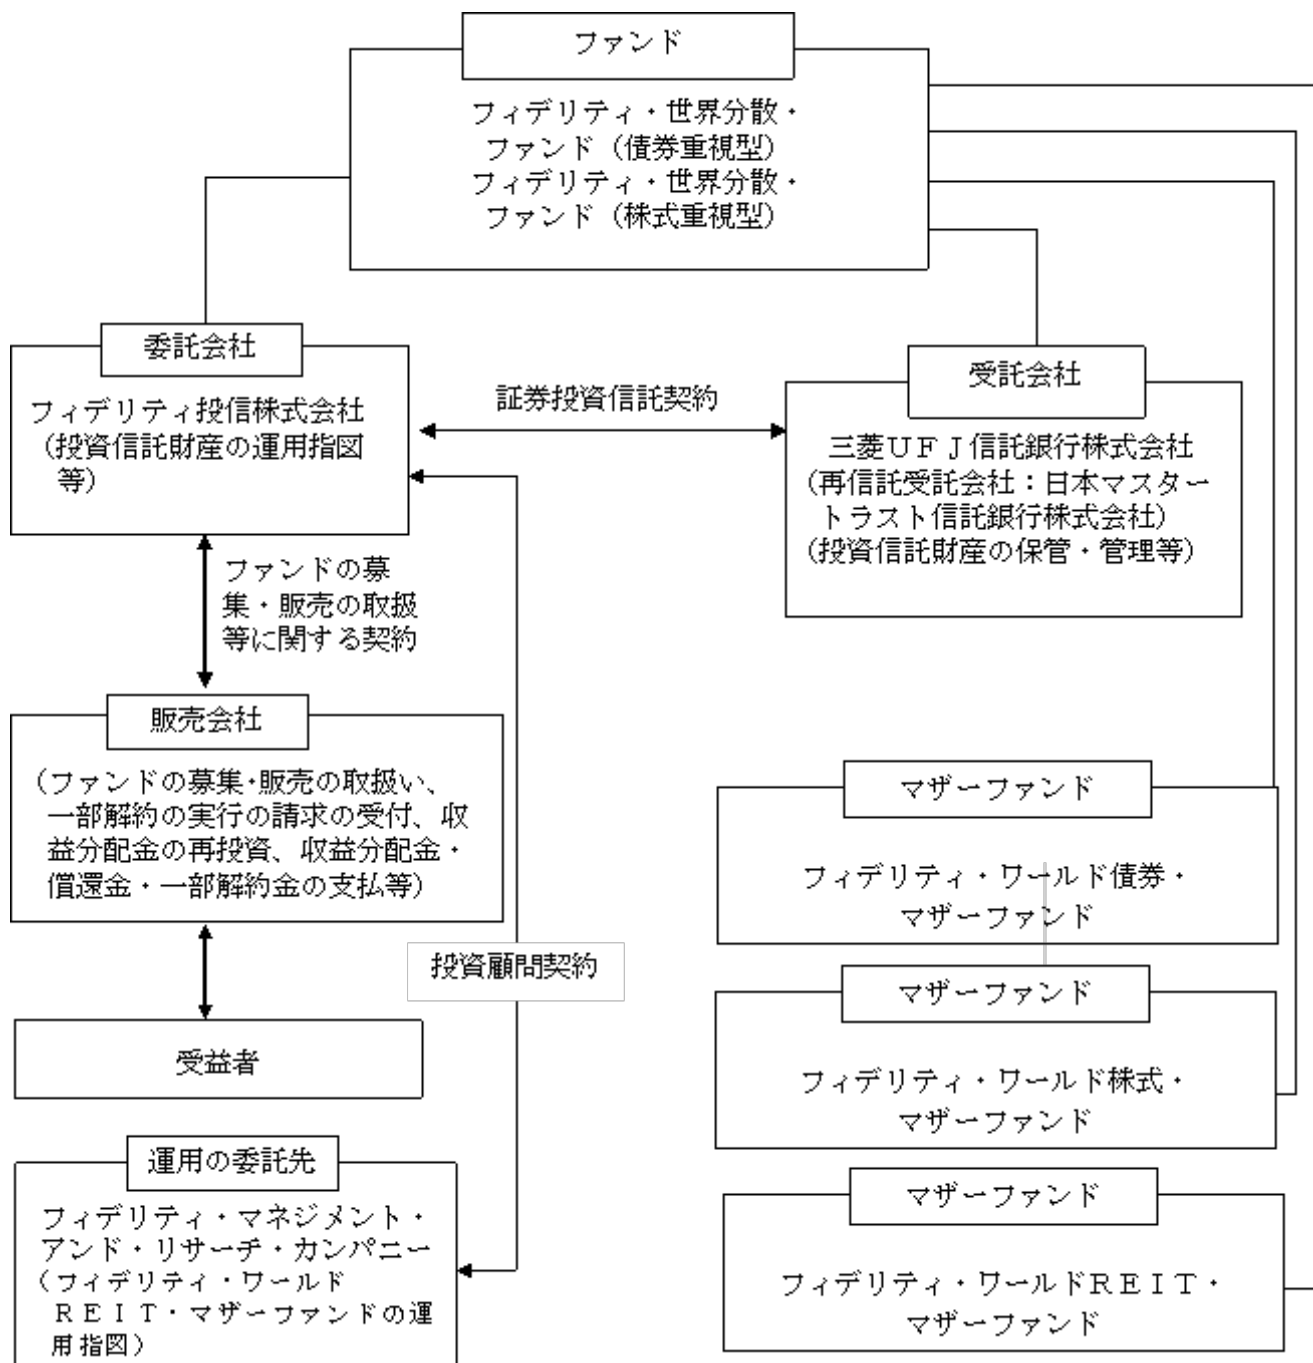 ファンド
フィデリティ・世界分散・
ファンド（債券重視型）
フィデリティ・世界分散・
ファンド（株式重視型）
委託会社
フィデリティ投信株式会社
（投資信託財産の運用指図
等）
証券投資信託契約
受託会社
三菱ＵＦＪ信託銀行株式会社
（再信託受託会社：日本マスター
トラスト信託銀行株式会社）
（投資信託財産の保管・管理等）
ファンドの募
集・販売の取扱
等に関する契約
販売会社
（ファンドの募集・販売の取扱い、
一部解約の実行の請求の受付、収
益分配金の再投資、収益分配金・
償還金・一部解約金の支払等）
投資顧問契約
受益者
運用の委託先
フィデリティ・マネジメント・
アンド・リサーチ・カンパニー
（フィデリティ・ワールド
ＲＥＩＴ・マザーファンドの運
用指図）
マザーファンド
フィデリティ・ワールド債券・
マザーファンド
マザーファンド
フィデリティ・ワールド株式・
マザーファンド
マザーファンド
フィデリティ・ワールドＲＥＩＴ・
マザーファンド